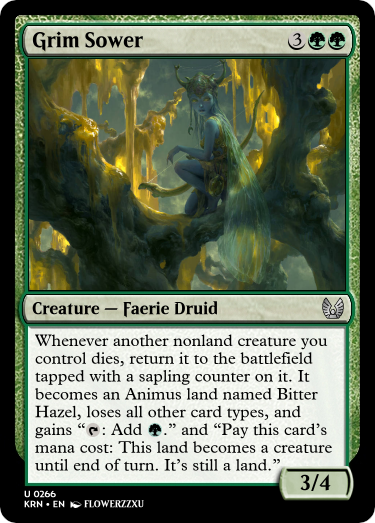 Grim Sower 3
Creature — Faerie Druid
Whenever another nonland creature you
control dies, return it to the battlefield
tapped with a sapling counter on it. It
becomes an Animus land named Bitter
Hazel, loses all other card types, and
gains “: Add .” and “Pay this card’s
mana cost: This land becomes a creature
until end of turn. It’s still a land.”
3/4
U 0266
KRN • EN FLOWERZZXU